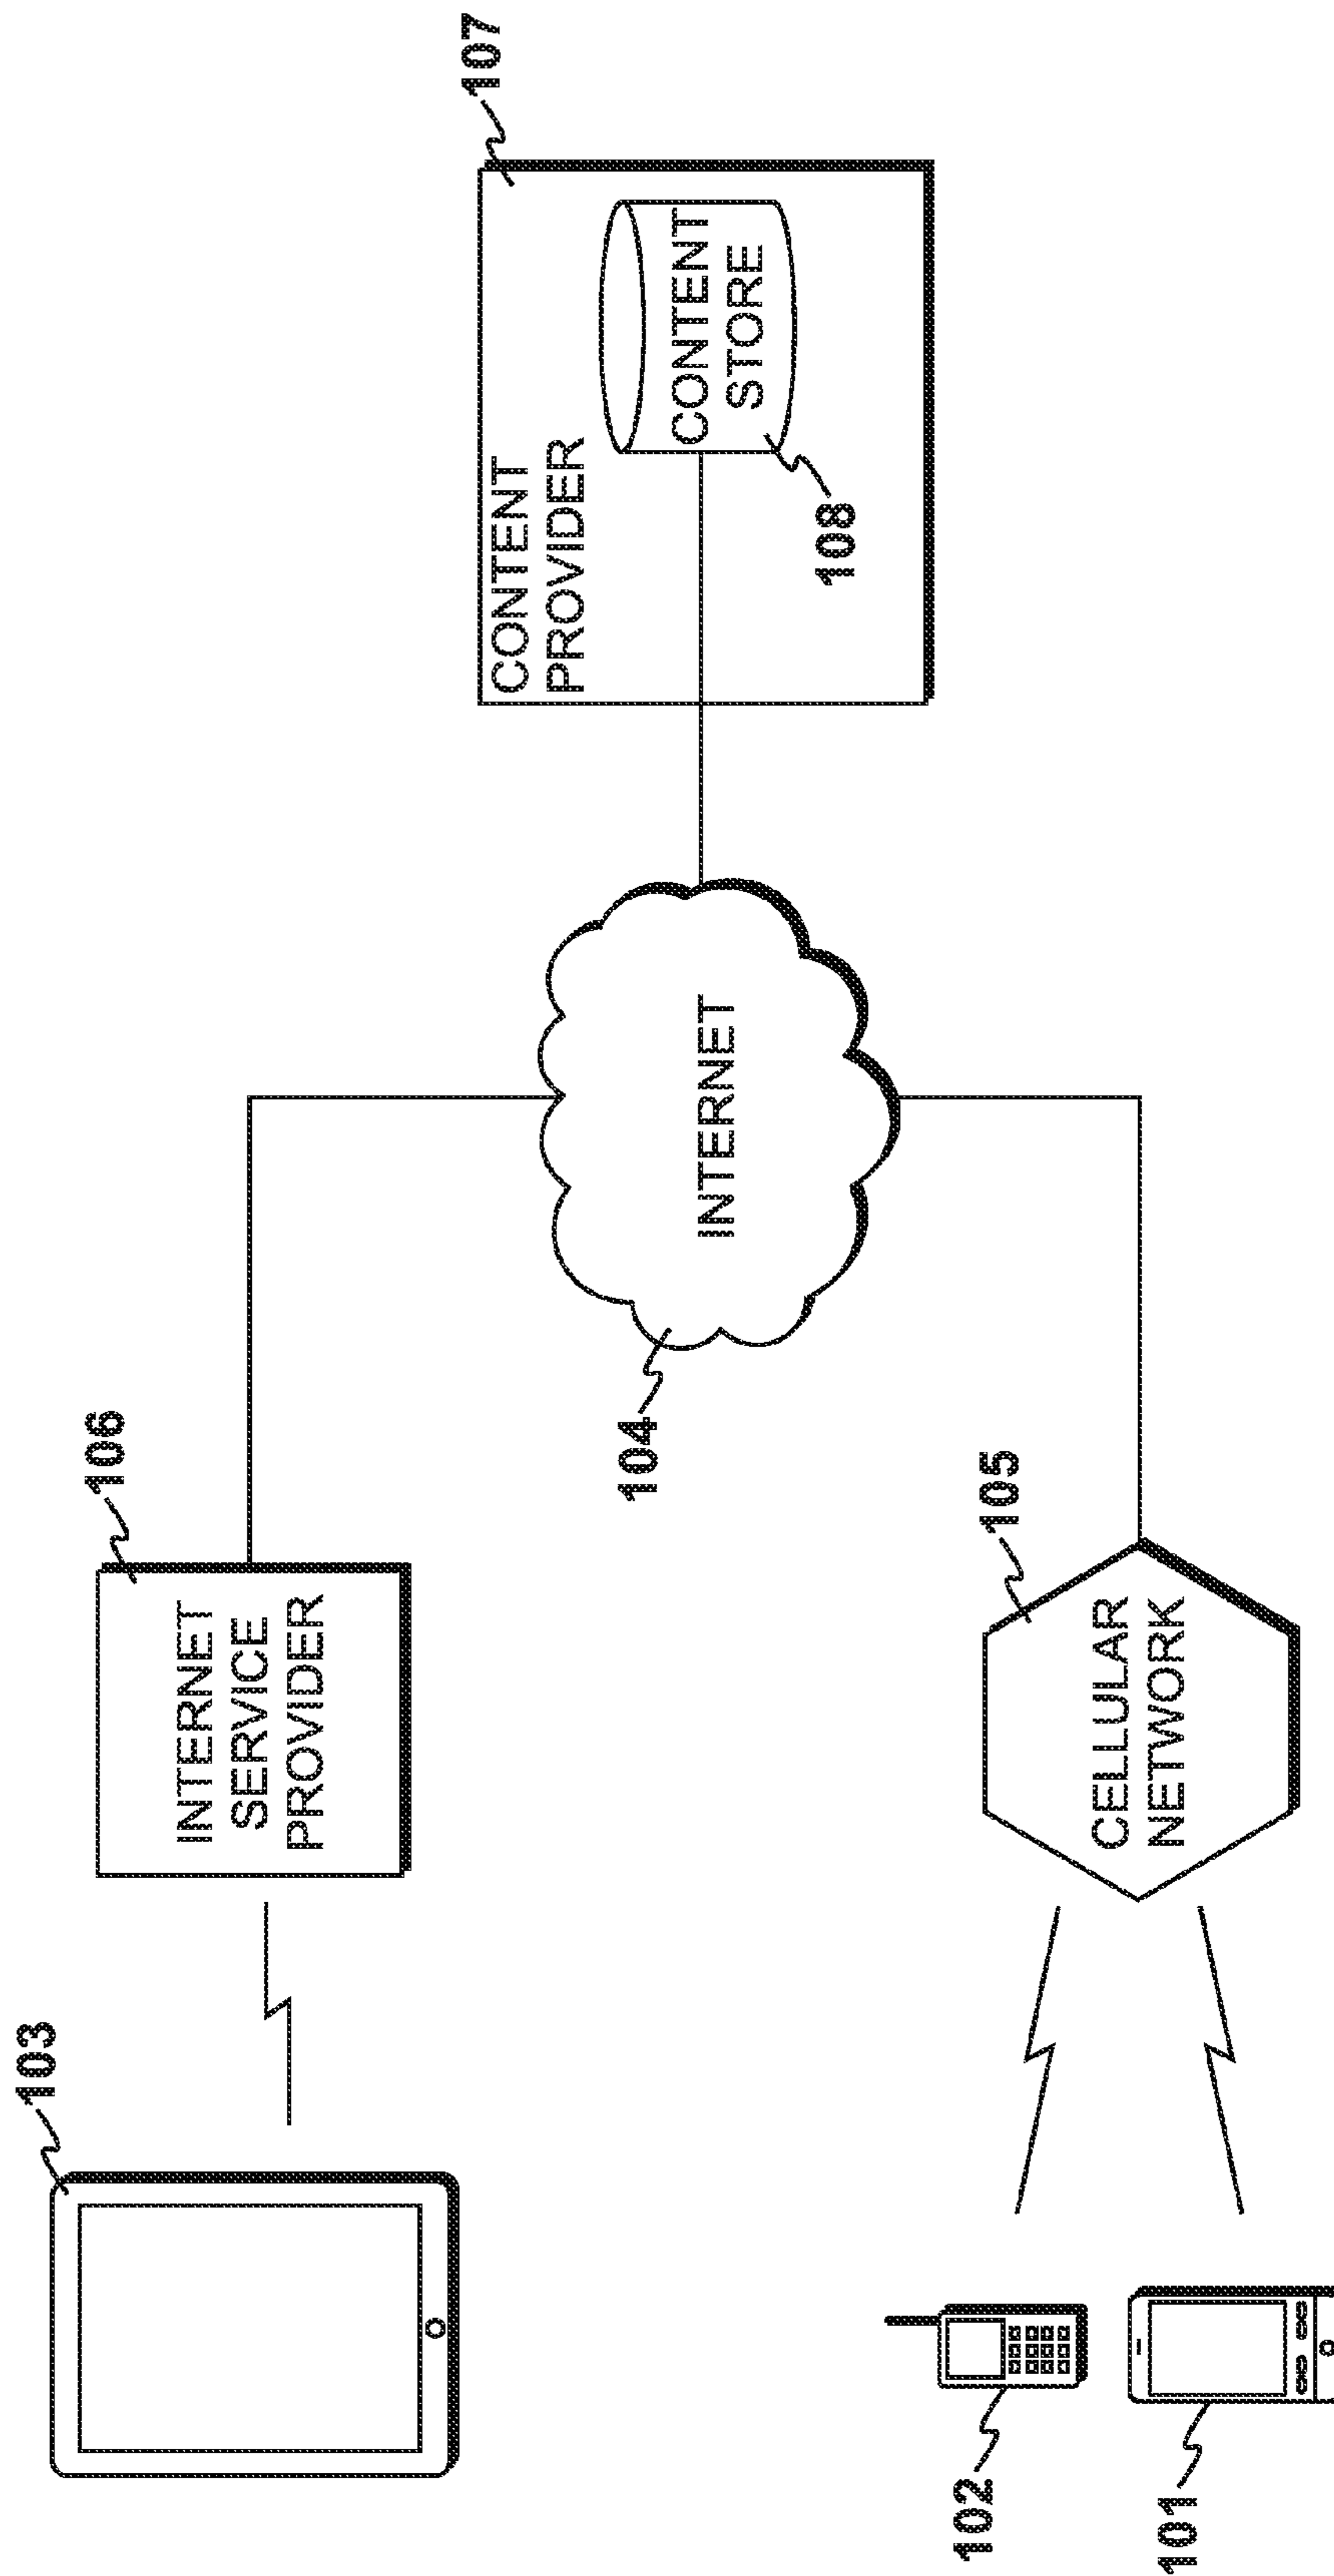 103
106
INTERNET
SERVICE
PROVIDER
107
CONTENT
PROVIDER
CONTENT
STORE
108
INTERNET
104
105
CELLULAR
NETWORK
102
101